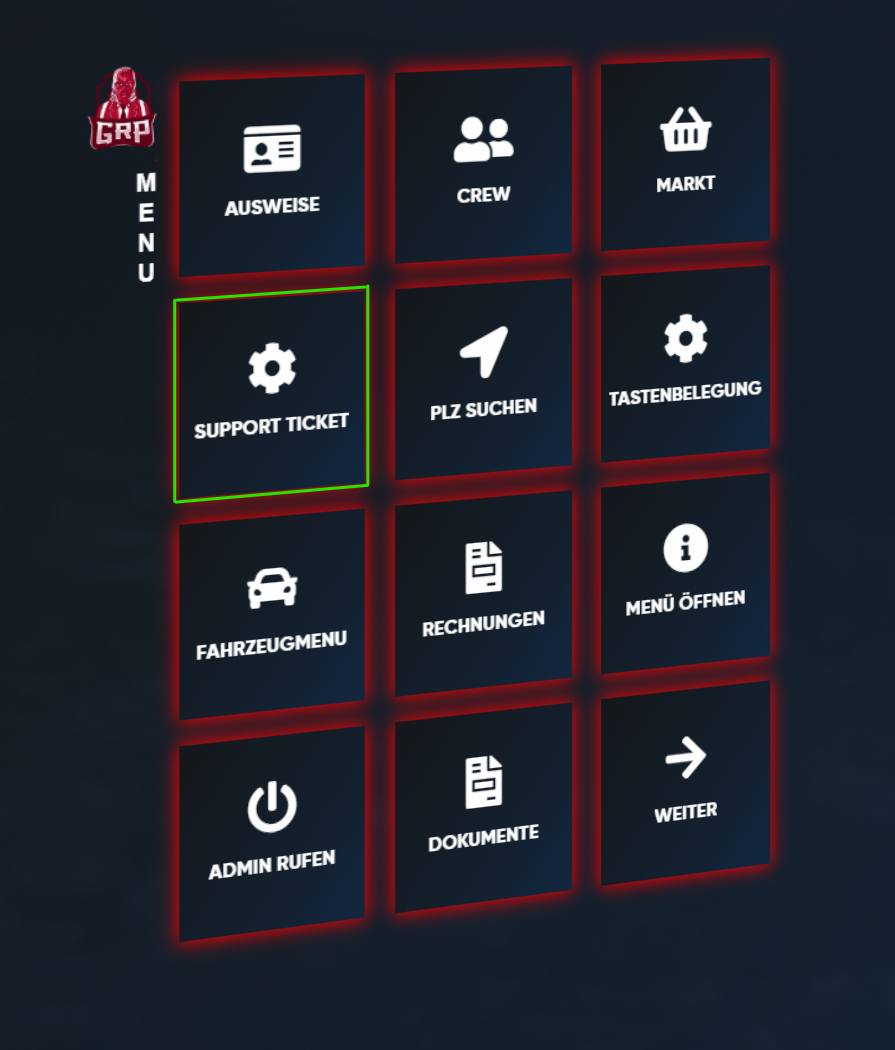 GRP
MENU
AUSWEISE
CREW
MARKT
SUPPORT TICKET
PLZ SUCHEN
TASTENBELEGUNG
FAHRZEUGMENU
RECHNUNGEN
MENÜ ÖFFNEN
ADMIN RUFEN
DOKUMENTE
WEITER